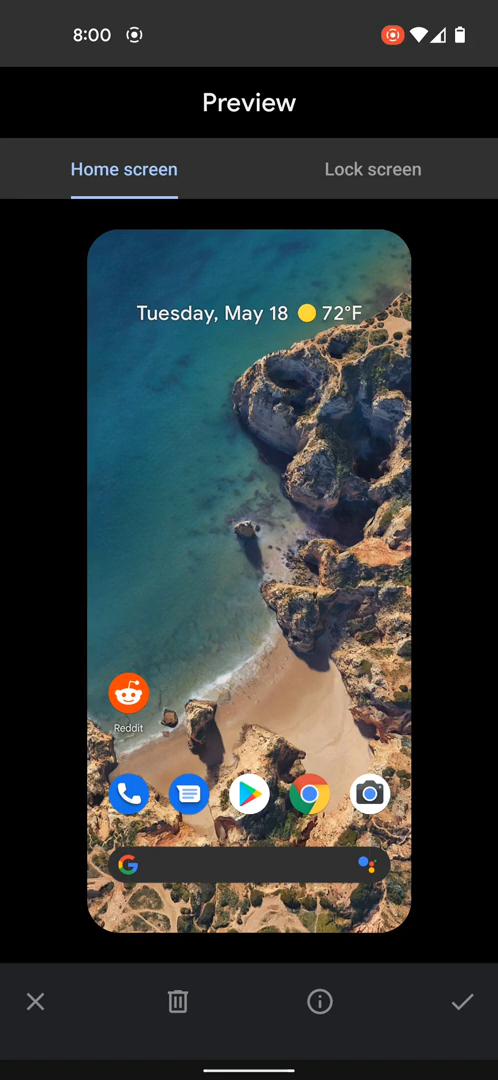 8:00
Preview
Home screen
Lock screen
Tuesday, May 18 72°F
Reddit